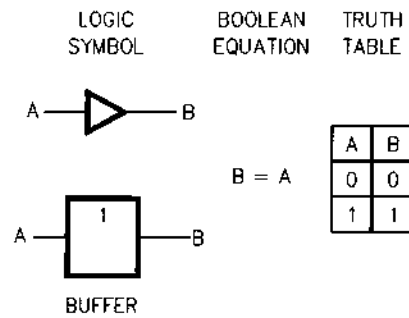 LOGIC SYMBOL
BOOLEAN EQUATION
TRUTH TABLE
A B
B = A
A B
0 0
1 1
1
A B
BUFFER